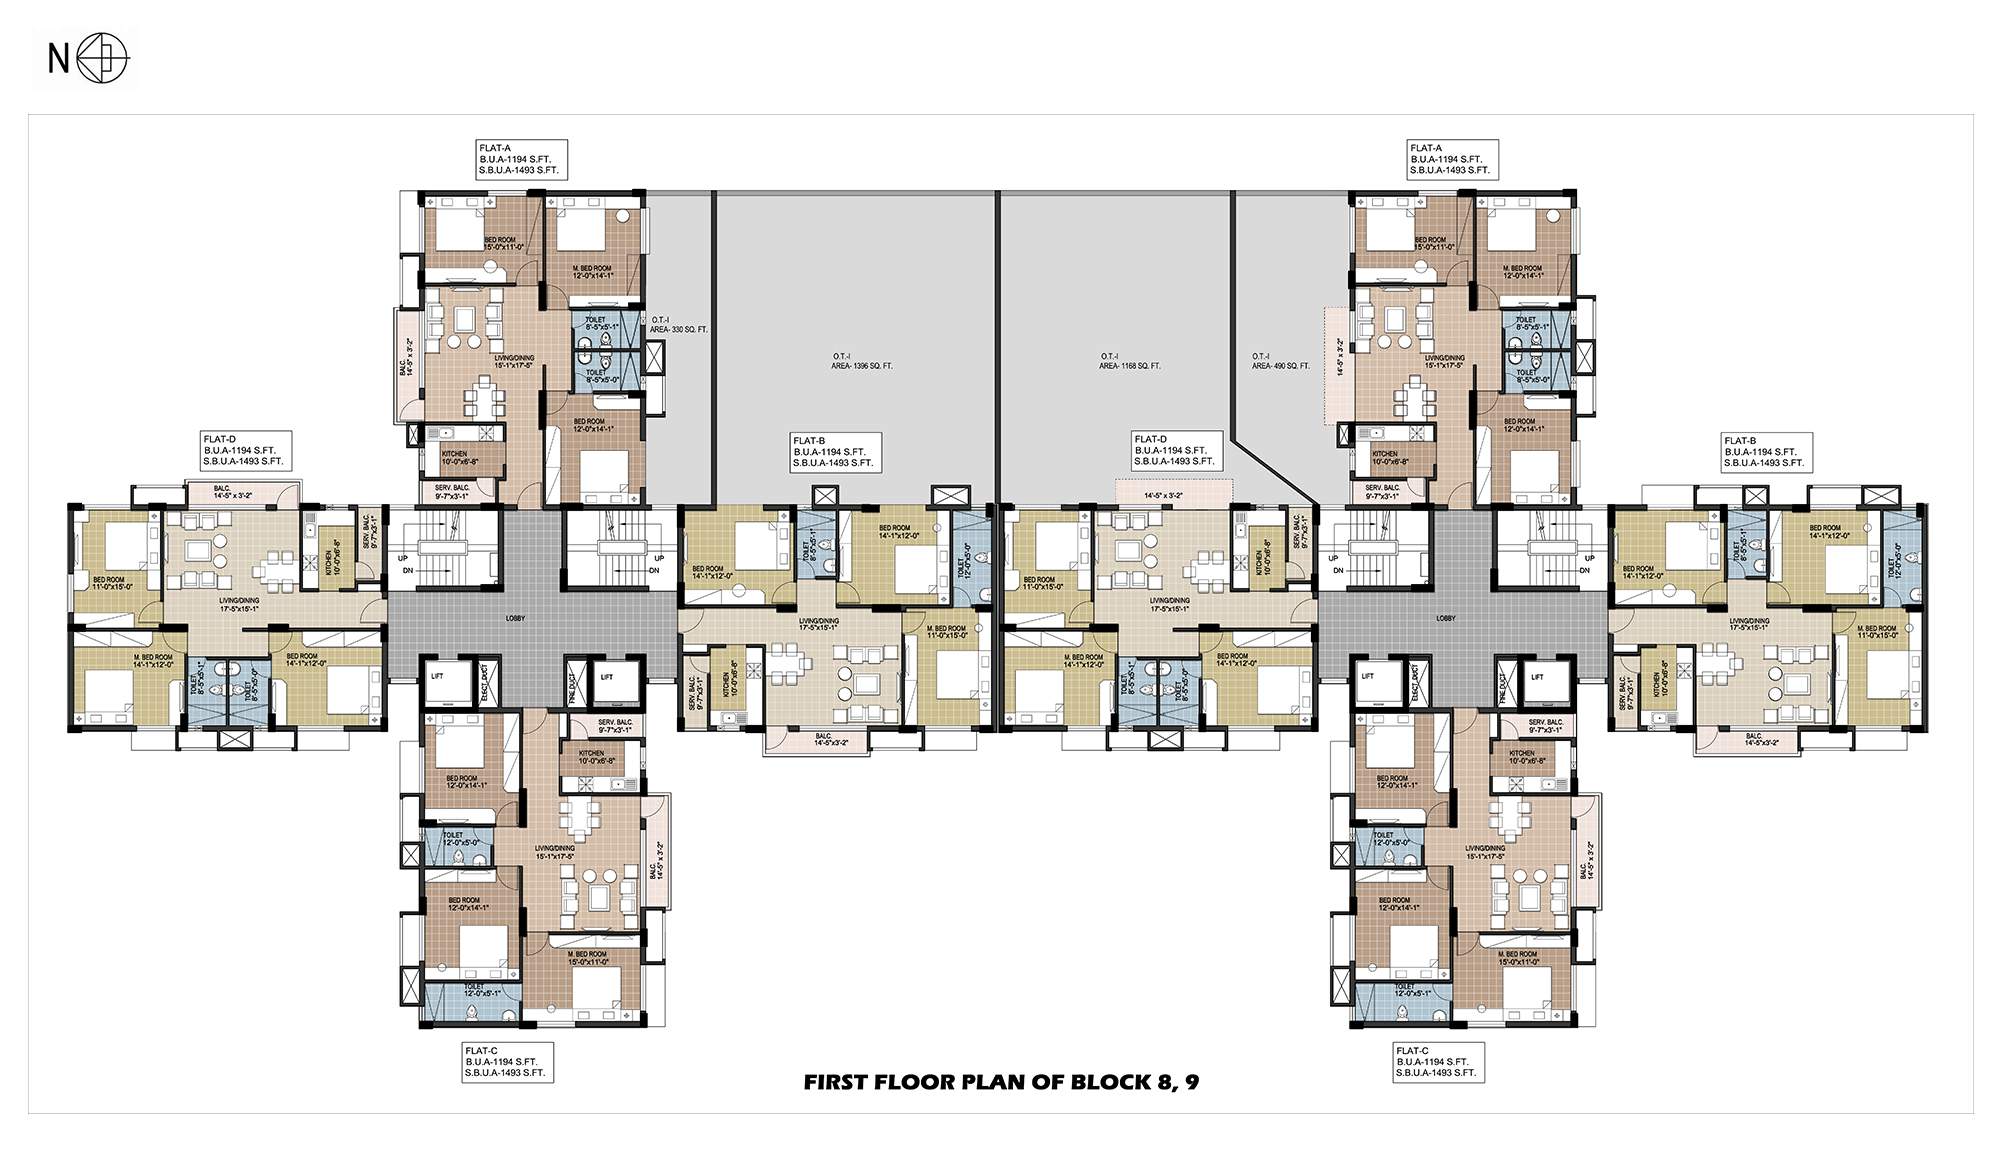 N
FLAT-A
B.U.A-1194 S.FT.
S.B.U.A-1493 S.FT.
FLAT-A
B.U.A-1194 S.FT.
S.B.U.A-1493 S.FT.
BED ROOM
15'-0"x11'-0"
M. BED ROOM
12'-0"x14'-1"
TOILET
8'-5"x5'-1"
TOILET
8'-5"x5'-0"
LIVING/DINING
15'-1"x17'-5"
BALC.
14'-5" x 3'-2"
BED ROOM
12'-0"x14'-1"
KITCHEN
10'-0"x6'-8"
SERV. BALC.
9'-7"x3'-1"
O.T.-I
AREA- 330 SQ. FT.
O.T.-I
AREA- 1396 SQ. FT.
O.T.-I
AREA- 1168 SQ. FT.
O.T.-I
AREA- 490 SQ. FT.
BED ROOM
15'-0"x11'-0"
M. BED ROOM
12'-0"x14'-1"
TOILET
8'-5"x5'-1"
TOILET
8'-5"x5'-0"
LIVING/DINING
15'-1"x17'-5"
14'-5" x 3'-2"
BED ROOM
12'-0"x14'-1"
KITCHEN
10'-0"x6'-8"
SERV. BALC.
9'-7"x3'-1"
FLAT-D
B.U.A-1194 S.FT.
S.B.U.A-1493 S.FT.
FLAT-B
B.U.A-1194 S.FT.
S.B.U.A-1493 S.FT.
FLAT-D
B.U.A-1194 S.FT.
S.B.U.A-1493 S.FT.
FLAT-B
B.U.A-1194 S.FT.
S.B.U.A-1493 S.FT.
BALC.
14'-5" x 3'-2"
BED ROOM
11'-0"x15'-0"
LIVING/DINING
17'-5"x15'-1"
KITCHEN
10'-0"x6'-8"
SERV. BALC.
9'-7"x3'-1"
M. BED ROOM
14'-1"x12'-0"
TOILET
8'-5"x5'-1"
TOILET
8'-5"x5'-0"
BED ROOM
14'-1"x12'-0"
UP
DN
UP
DN
LOBBY
LIFT
ELECT.DUCT
FIRE DUCT
LIFT
BED ROOM
14'-1"x12'-0"
TOILET
8'-5"x5'-1"
BED ROOM
14'-1"x12'-0"
TOILET
12'-0"x5'-0"
LIVING/DINING
17'-5"x15'-1"
M. BED ROOM
11'-0"x15'-0"
KITCHEN
10'-0"x6'-8"
SERV. BALC.
9'-7"x3'-1"
BALC.
14'-5"x3'-2"
14'-5" x 3'-2"
BED ROOM
11'-0"x15'-0"
LIVING/DINING
17'-5"x15'-1"
KITCHEN
10'-0"x6'-8"
SERV. BALC.
9'-7"x3'-1"
M. BED ROOM
14'-1"x12'-0"
TOILET
8'-5"x5'-1"
TOILET
8'-5"x5'-0"
BED ROOM
14'-1"x12'-0"
UP
DN
UP
DN
LOBBY
LIFT
ELECT.DUCT
FIRE DUCT
LIFT
BED ROOM
14'-1"x12'-0"
TOILET
8'-5"x5'-1"
BED ROOM
14'-1"x12'-0"
TOILET
12'-0"x5'-0"
LIVING/DINING
17'-5"x15'-1"
M. BED ROOM
11'-0"x15'-0"
KITCHEN
10'-0"x6'-8"
SERV. BALC.
9'-7"x3'-1"
BALC.
14'-5"x3'-2"
SERV. BALC.
9'-7"x3'-1"
KITCHEN
10'-0"x6'-8"
BED ROOM
12'-0"x14'-1"
TOILET
12'-0"x5'-0"
LIVING/DINING
15'-1"x17'-5"
BALC.
14'-5" x 3'-2"
BED ROOM
12'-0"x14'-1"
M. BED ROOM
15'-0"x11'-0"
TOILET
12'-0"x5'-1"
SERV. BALC.
9'-7"x3'-1"
KITCHEN
10'-0"x6'-8"
BED ROOM
12'-0"x14'-1"
TOILET
12'-0"x5'-0"
LIVING/DINING
15'-1"x17'-5"
BALC.
14'-5" x 3'-2"
BED ROOM
12'-0"x14'-1"
M. BED ROOM
15'-0"x11'-0"
TOILET
12'-0"x5'-1"
FLAT-C
B.U.A-1194 S.FT.
S.B.U.A-1493 S.FT.
FLAT-C
B.U.A-1194 S.FT.
S.B.U.A-1493 S.FT.
FIRST FLOOR PLAN OF BLOCK 8, 9